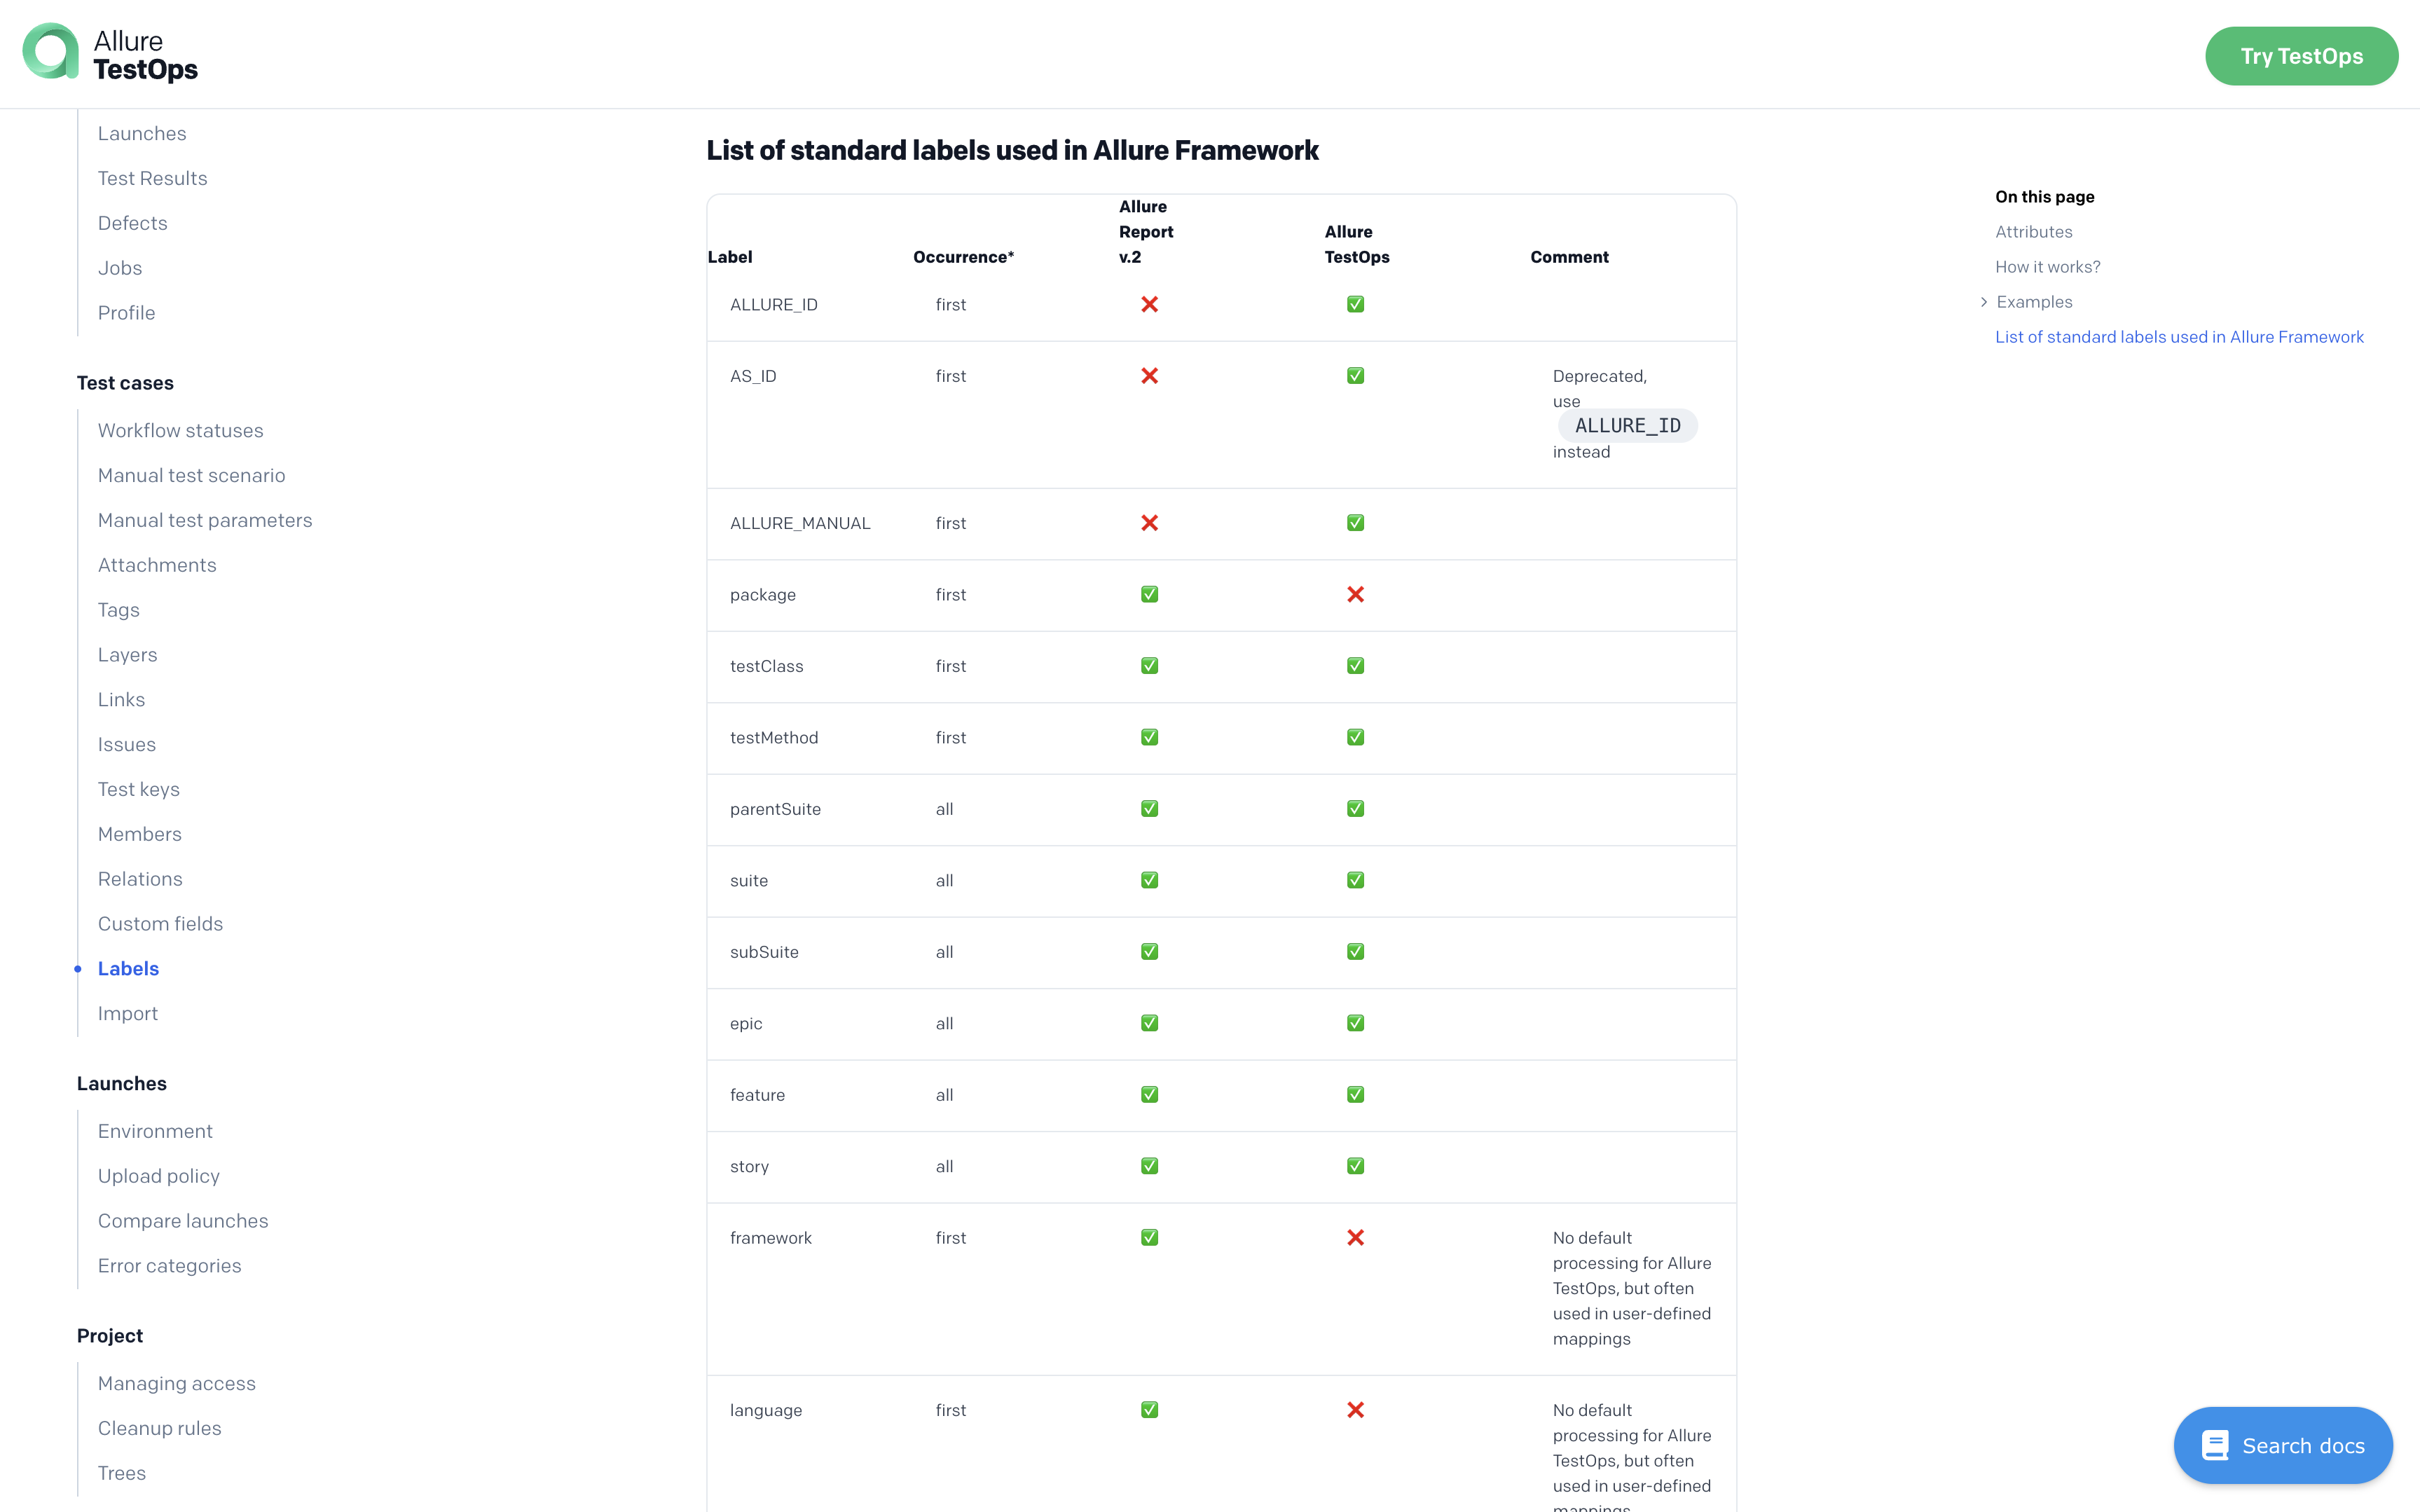 Allure
TestOps
Try TestOps
Launches
Test Results
Defects
Jobs
Profile
Test cases
Workflow statuses
Manual test scenario
Manual test parameters
Attachments
Tags
Layers
Links
Issues
Test keys
Members
Relations
Custom fields
Labels
Import
Launches
Environment
Upload policy
Compare launches
Error categories
Project
Managing access
Cleanup rules
Trees
List of standard labels used in Allure Framework
Label Occurrence* Allure Report v.2 Allure TestOps Comment
ALLURE_ID first ❌ ✅
AS_ID first ❌ ✅ Deprecated,
use
ALLURE_ID
instead
ALLURE_MANUAL first ❌ ✅
package first ✅ ❌
testClass first ✅ ✅
testMethod first ✅ ✅
parentSuite all ✅ ✅
suite all ✅ ✅
subSuite all ✅ ✅
epic all ✅ ✅
feature all ✅ ✅
story all ✅ ✅
framework first ✅ ❌ No default
processing for Allure
TestOps, but often
used in user-defined
mappings
language first ✅ ❌ No default
processing for Allure
TestOps, but often
used in user-defined
mappings
On this page
Attributes
How it works?
Examples
List of standard labels used in Allure Framework
Search docs